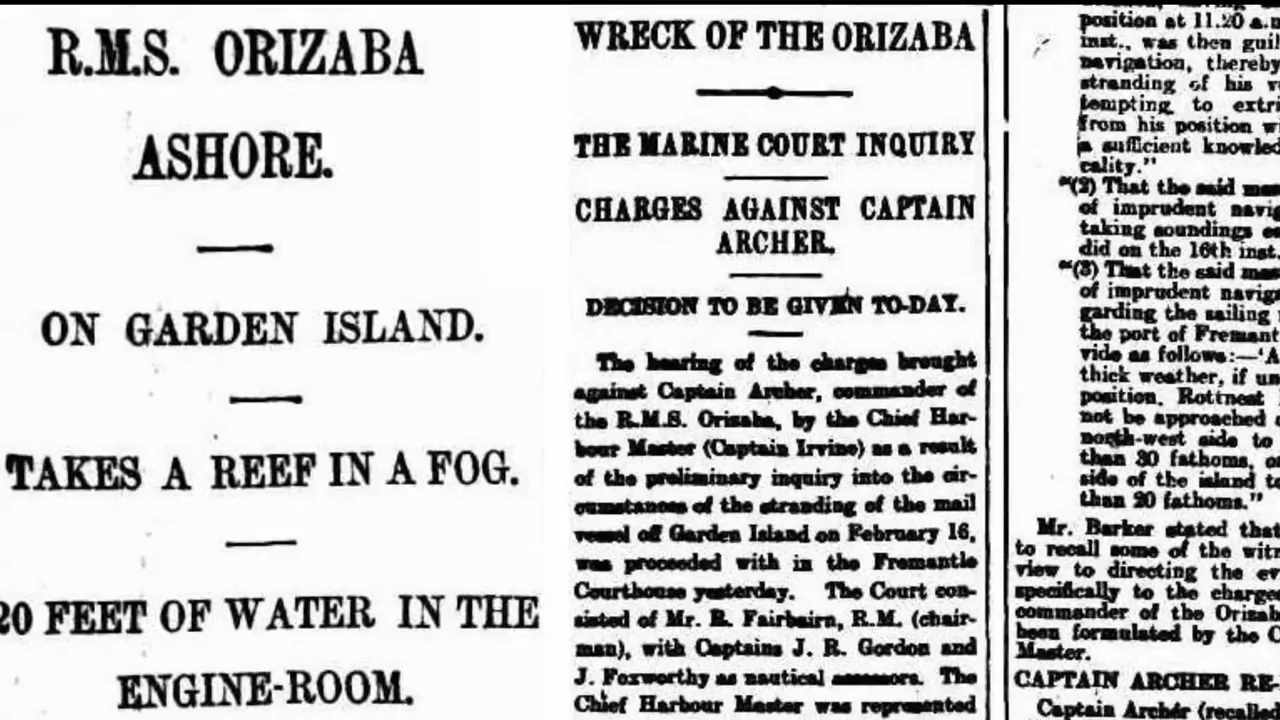 R.M.S. ORIZABA
ASHORE.
ON GARDEN ISLAND.
TAKES A REEF IN A FOG.
20 FEET OF WATER IN THE
ENGINE-ROOM.
WRECK OF THE ORIZABA
THE MARINE COURT INQUIRY
CHARGES AGAINST CAPTAIN
ARCHER.
DECISION TO BE GIVEN TO-DAY.
The hearing of the charges brought
against Captain Archer, commander of
the R.M.S. Orizaba, by the Chief Har-
bour Master (Captain Irvine) as a result
of the preliminary inquiry into the cir-
cumstances of the stranding of the mail
vessel off Garden Island on February 16,
was proceeded with in the Fremantle
Courthouse yesterday. The Court con-
sisted of Mr. R. Fairbairn, R.M. (chair-
man), with Captains J. R. Gordon and
J. Foxworthy as nautical assessors. The
Chief Harbour Master was represented
position at 11.20 a.m
inst., was then guil
navigation, thereby
stranding of his v
tempting to extri
from his position w
a sufficient knowled
cality."
"(2) That the said mas
of imprudent navig
taking soundings
did on the 16th inst.
"(3) That the said mas
of imprudent navig
garding the sailing
the port of Fremant
vide as follows:—'A
thick weather, if un
position, Rottnest
not be approached
north-west side to
than 30 fathoms, o
side of the island to
than 20 fathoms."
Mr. Barker stated that
to recall some of the witn
view to directing the ev
specifically to the charge
commander of the Orizab
been formulated by the C
Master.
CAPTAIN ARCHER RE-
Captain Archer (recalled